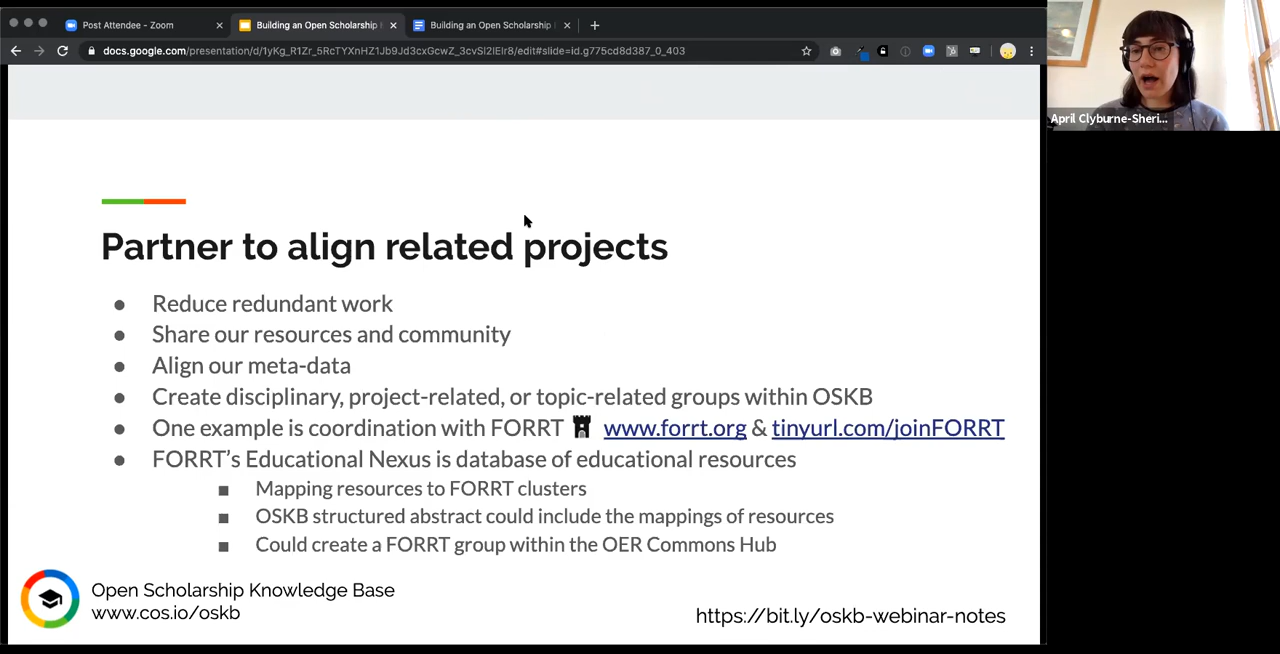 Post Attendee - Zoom
Building an Open Scholarship
Building an Open Scholarship
docs.google.com/presentation/d/1yKg_R1Zr_5RcTYXnHZ1Jb9Jd3cxGcwZ_3cvSl2lElr8/edit#slide=id.g775cd8d387_0_403
April Clyburne-Sheri...
Partner to align related projects
● Reduce redundant work
● Share our resources and community
● Align our meta-data
● Create disciplinary, project-related, or topic-related groups within OSKB
● One example is coordination with FORRT www.forrt.org & tinyurl.com/joinFORRT
● FORRT’s Educational Nexus is database of educational resources
■ Mapping resources to FORRT clusters
■ OSKB structured abstract could include the mappings of resources
■ Could create a FORRT group within the OER Commons Hub
Open Scholarship Knowledge Base
www.cos.io/oskb
https://bit.ly/oskb-webinar-notes